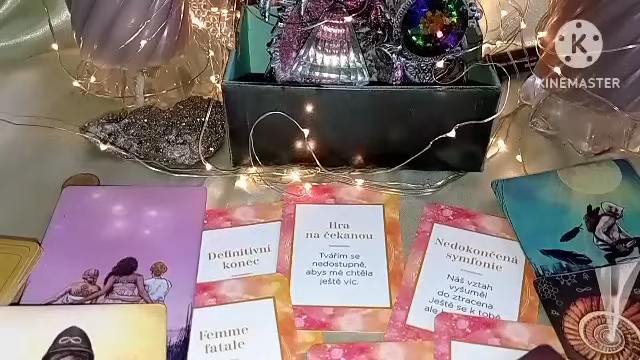 KINEMASTER
Hra
na čekanou
Tvářím se
nedostupně,
abys mě chtěla
ještě víc.
Definitivní
konec
Nedokončená
symfonie
Náš vztah
vyšuměl
do ztracena.
Ještě se k tobě
ale
Femme
fatale